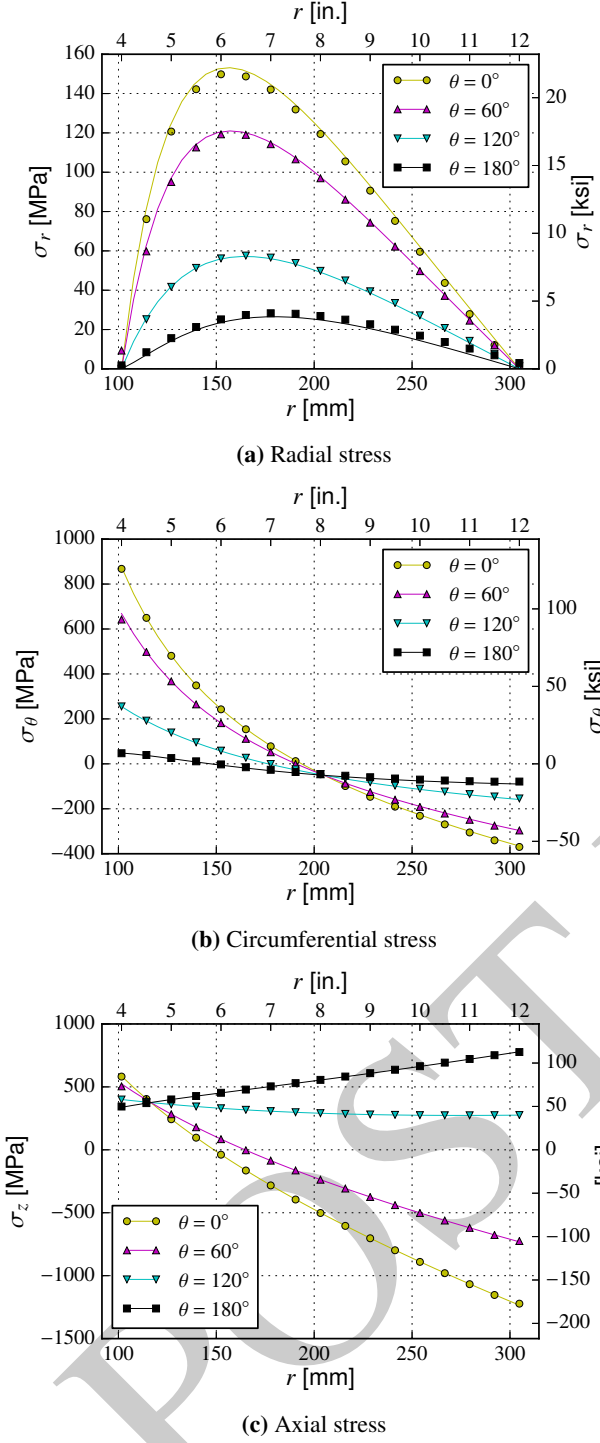 r [in.]
4 5 6 7 8 9 10 11 12
160
140
120
100
80
60
40
20
0
σr [MPa]
θ = 0°
θ = 60°
θ = 120°
θ = 180°
20
15
10
5
0
σr [ksi]
100 150 200 250 300
r [mm]
(a) Radial stress
r [in.]
4 5 6 7 8 9 10 11 12
1000
800
600
400
200
0
−200
−400
σθ [MPa]
θ = 0°
θ = 60°
θ = 120°
θ = 180°
100
50
0
−50
σθ [ksi]
100 150 200 250 300
r [mm]
(b) Circumferential stress
r [in.]
4 5 6 7 8 9 10 11 12
1000
500
0
−500
−1000
−1500
σz [MPa]
θ = 0°
θ = 60°
θ = 120°
θ = 180°
100
50
0
−50
−100
−150
−200
100 150 200 250 300
r [mm]
(c) Axial stress
POST